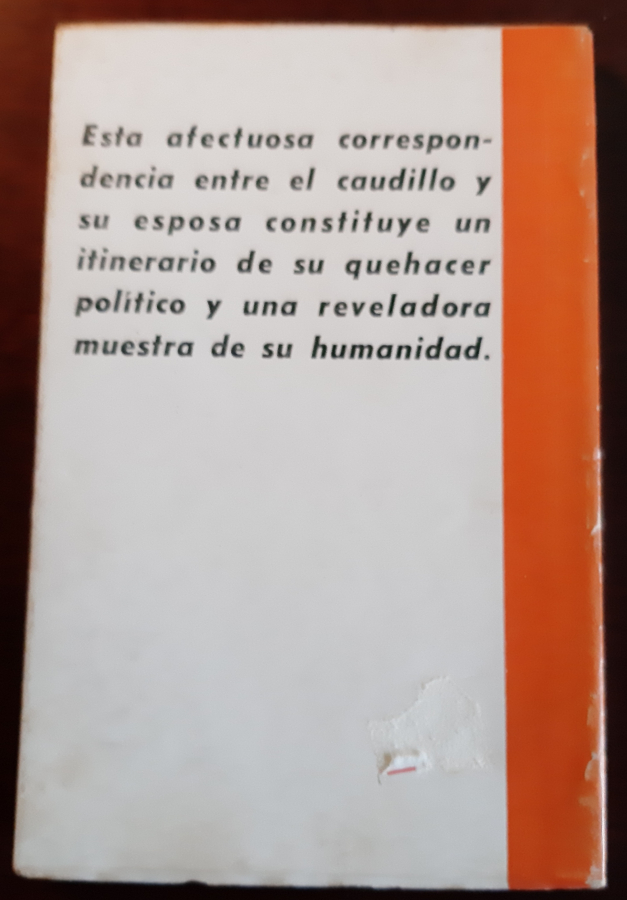 Esta afectuosa correspon-
dencia entre el caudillo y
su esposa constituye un
itinerario de su quehacer
político y una reveladora
muestra de su humanidad.